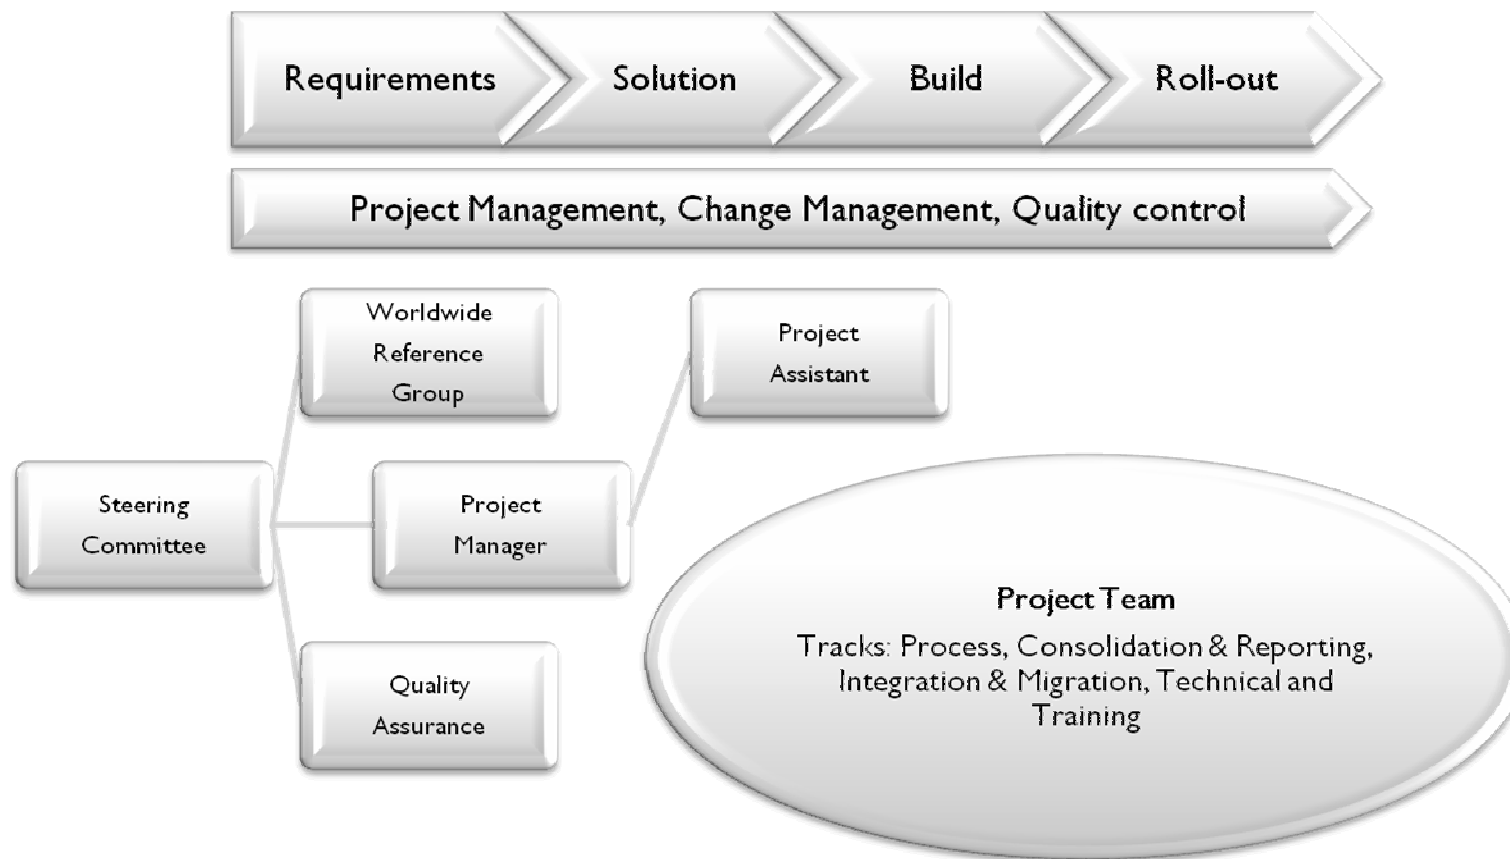 Requirements
Solution
Build
Roll-out
Project Management, Change Management, Quality control
Worldwide
Reference
Group
Project
Assistant
Steering
Committee
Project
Manager
Quality
Assurance
Project Team
Tracks: Process, Consolidation & Reporting,
Integration & Migration, Technical and
Training